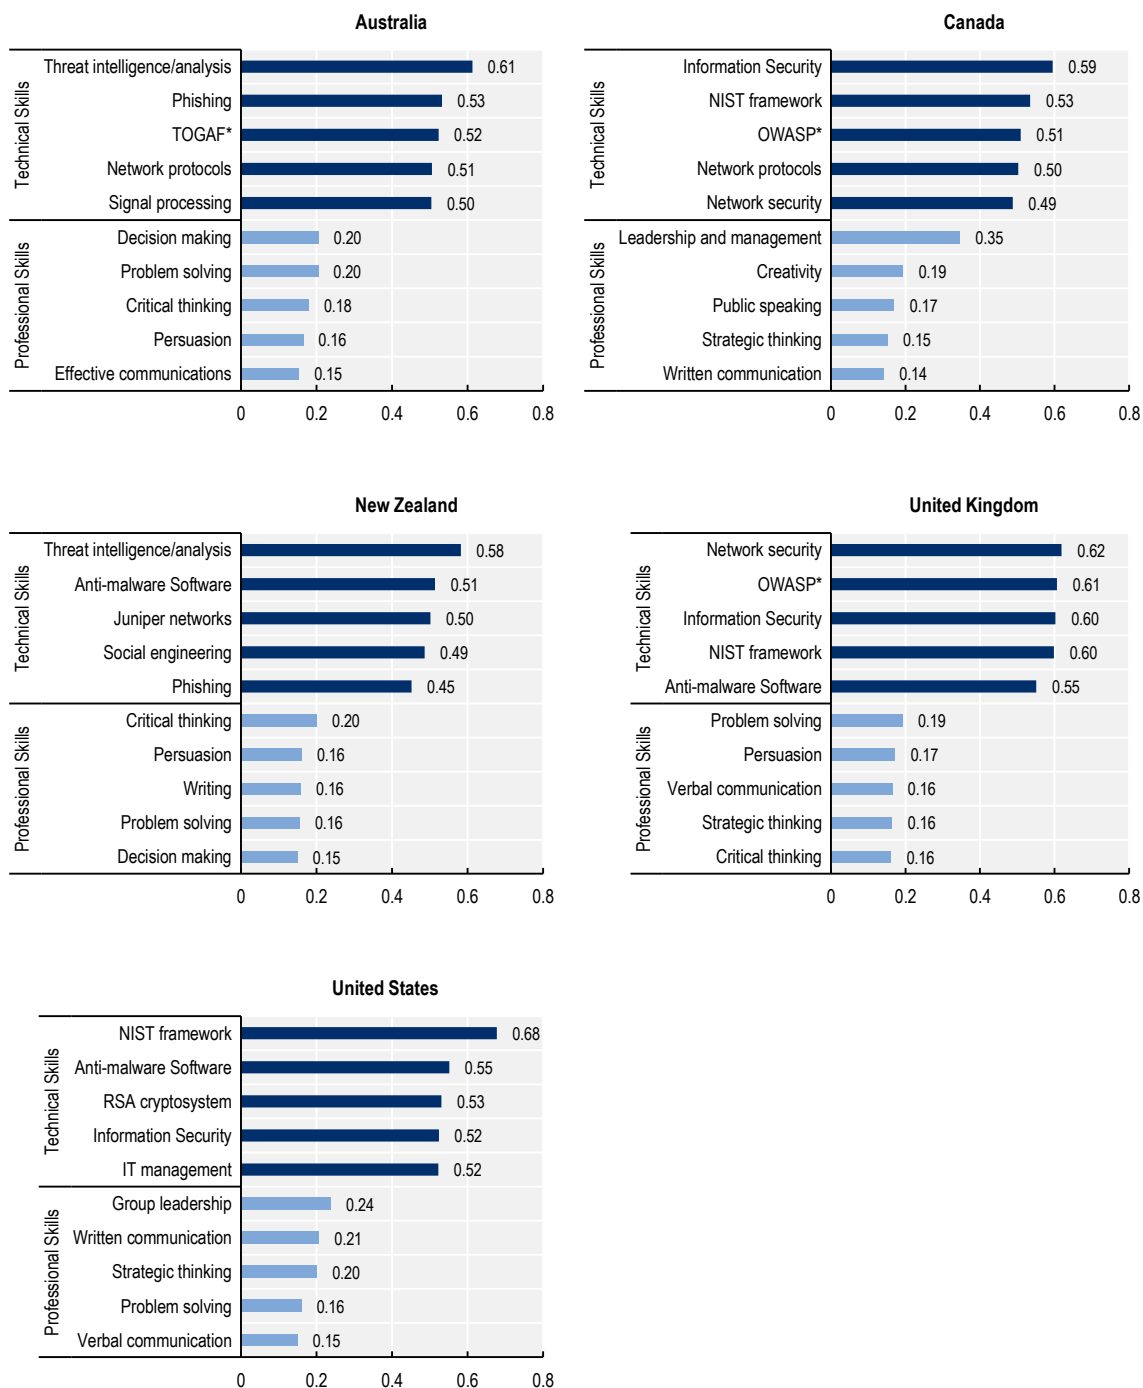 Australia
Technical Skills
Threat intelligence/analysis 0.61
Phishing 0.53
TOGAF* 0.52
Network protocols 0.51
Signal processing 0.50
Professional Skills
Decision making 0.20
Problem solving 0.20
Critical thinking 0.18
Persuasion 0.16
Effective communications 0.15
0 0.2 0.4 0.6 0.8
Canada
Technical Skills
Information Security 0.59
NIST framework 0.53
OWASP* 0.51
Network protocols 0.50
Network security 0.49
Professional Skills
Leadership and management 0.35
Creativity 0.19
Public speaking 0.17
Strategic thinking 0.15
Written communication 0.14
0 0.2 0.4 0.6 0.8
New Zealand
Technical Skills
Threat intelligence/analysis 0.58
Anti-malware Software 0.51
Juniper networks 0.50
Social engineering 0.49
Phishing 0.45
Professional Skills
Critical thinking 0.20
Persuasion 0.16
Writing 0.16
Problem solving 0.16
Decision making 0.15
0 0.2 0.4 0.6 0.8
United Kingdom
Technical Skills
Network security 0.62
OWASP* 0.61
Information Security 0.60
NIST framework 0.60
Anti-malware Software 0.55
Professional Skills
Problem solving 0.19
Persuasion 0.17
Verbal communication 0.16
Strategic thinking 0.16
Critical thinking 0.16
0 0.2 0.4 0.6 0.8
United States
Technical Skills
NIST framework 0.68
Anti-malware Software 0.55
RSA cryptosystem 0.53
Information Security 0.52
IT management 0.52
Professional Skills
Group leadership 0.24
Written communication 0.21
Strategic thinking 0.20
Problem solving 0.16
Verbal communication 0.15
0 0.2 0.4 0.6 0.8